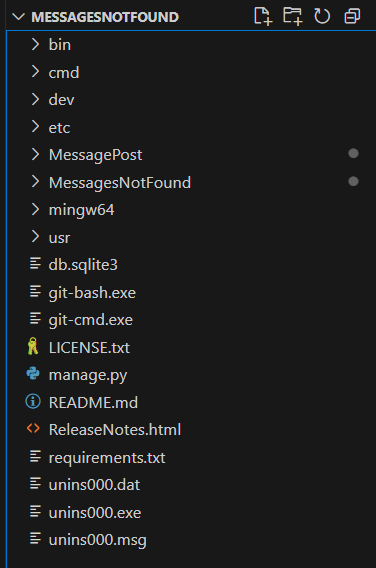 MESSAGESNOTFOUND
bin
cmd
dev
etc
MessagePost
MessagesNotFound
mingw64
usr
db.sqlite3
git-bash.exe
git-cmd.exe
LICENSE.txt
manage.py
README.md
ReleaseNotes.html
requirements.txt
unins000.dat
unins000.exe
unins000.msg